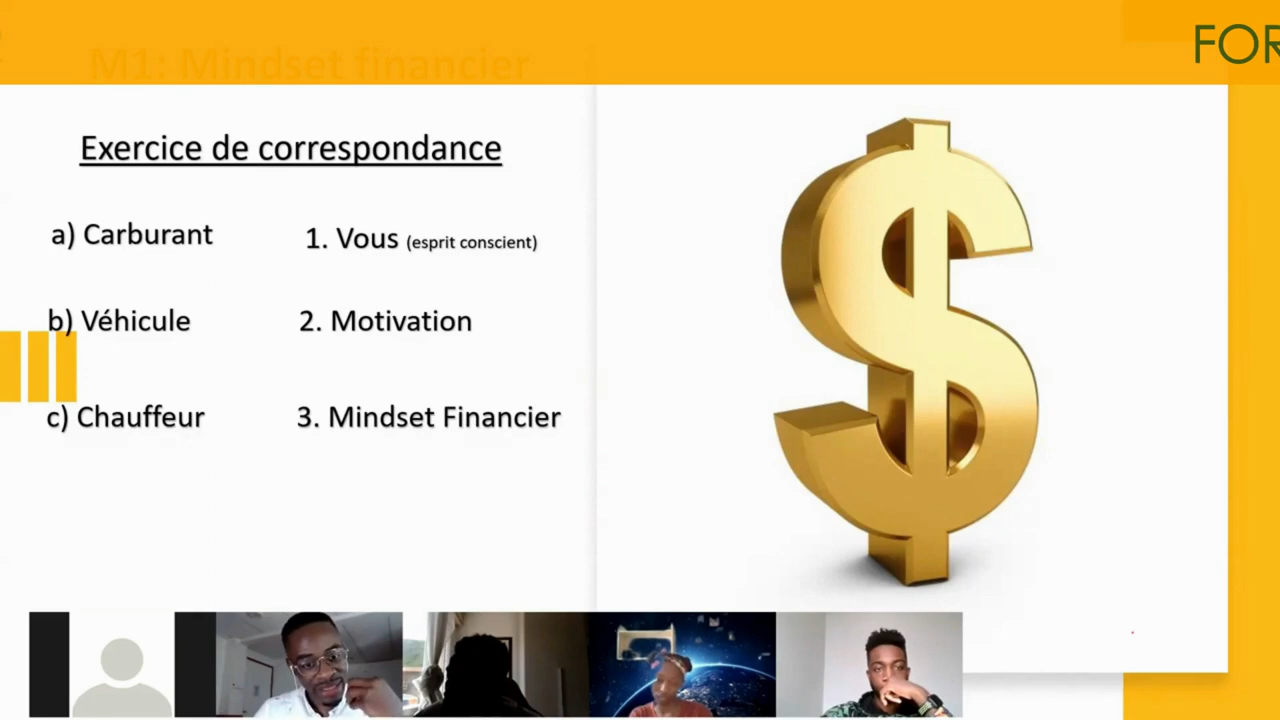 FOR
M1: Mindset financier
Exercice de correspondance
a) Carburant
1. Vous (esprit conscient)
b) Véhicule
2. Motivation
c) Chauffeur
3. Mindset Financier